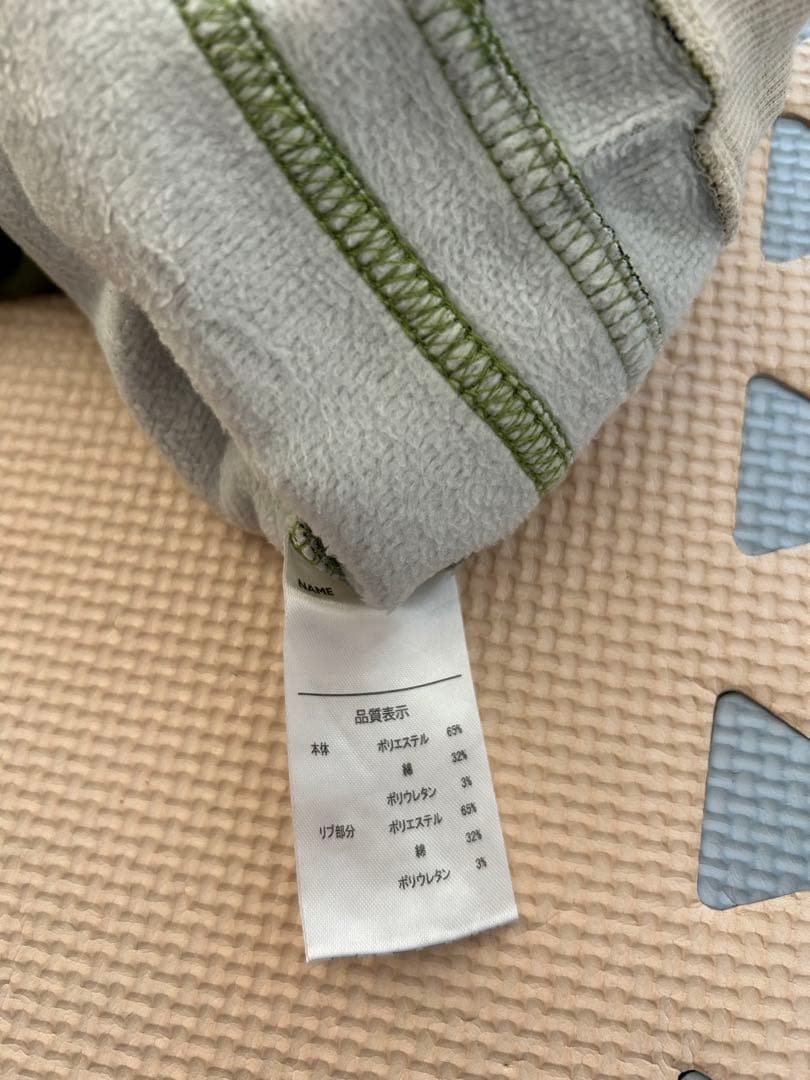 NAME
品質表示
本体 ポリエステル 65%
綿 32%
ポリウレタン 3%
リブ部分 ポリエステル 65%
綿 32%
ポリウレタン 3%